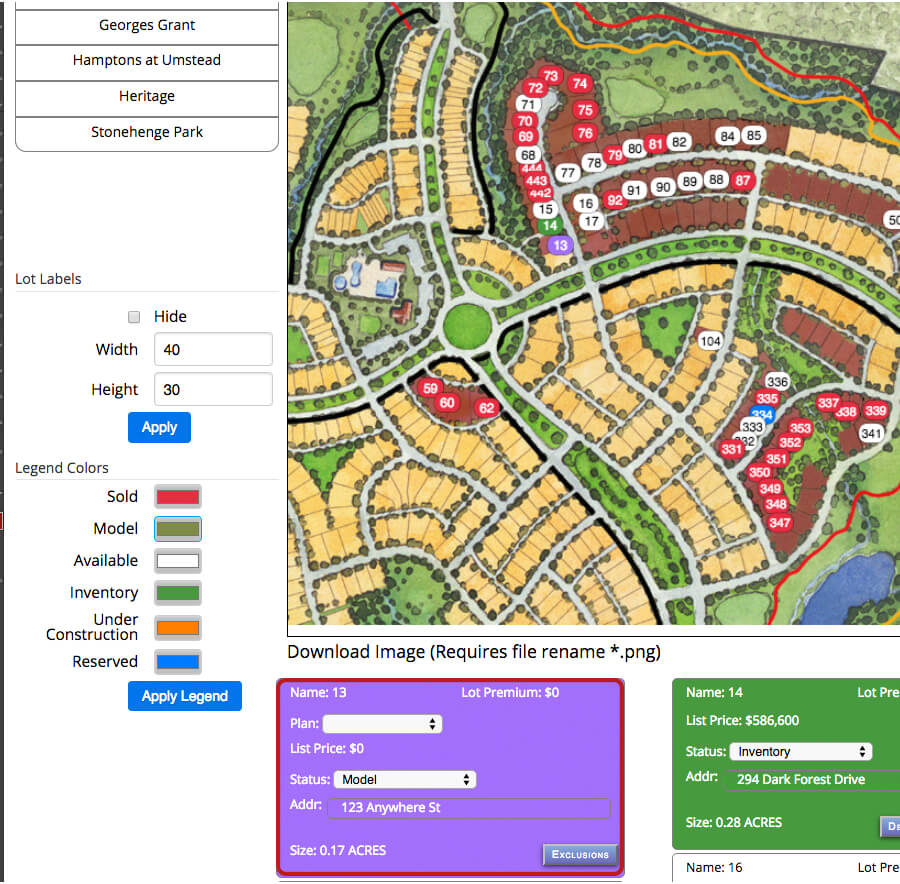 Georges Grant
Hamptons at Umstead
Heritage
Stonehenge Park
Lot Labels
Hide
Width 40
Height 30
Apply
Legend Colors
Sold
Model
Available
Inventory
Under
Construction
Reserved
Apply Legend
73
72
74
71
75
70
69
76
84 85
68
79 80 81 82
444
78
77
443
442
91 90 89 88 87
16 92
15
17
14
13
50
104
336
59
335
60
62
334
337
338
339
333
332
353
341
331
352
351
350
349
348
347
Download Image (Requires file rename *.png)
Name: 13 Lot Premium: $0
Plan:
List Price: $0
Status: Model
Addr: 123 Anywhere St
Size: 0.17 ACRES
EXCLUSIONS
Name: 14 Lot Pre
List Price: $586,600
Status: Inventory
Addr: 294 Dark Forest Drive
Size: 0.28 ACRES
Name: 16 Lot Pre